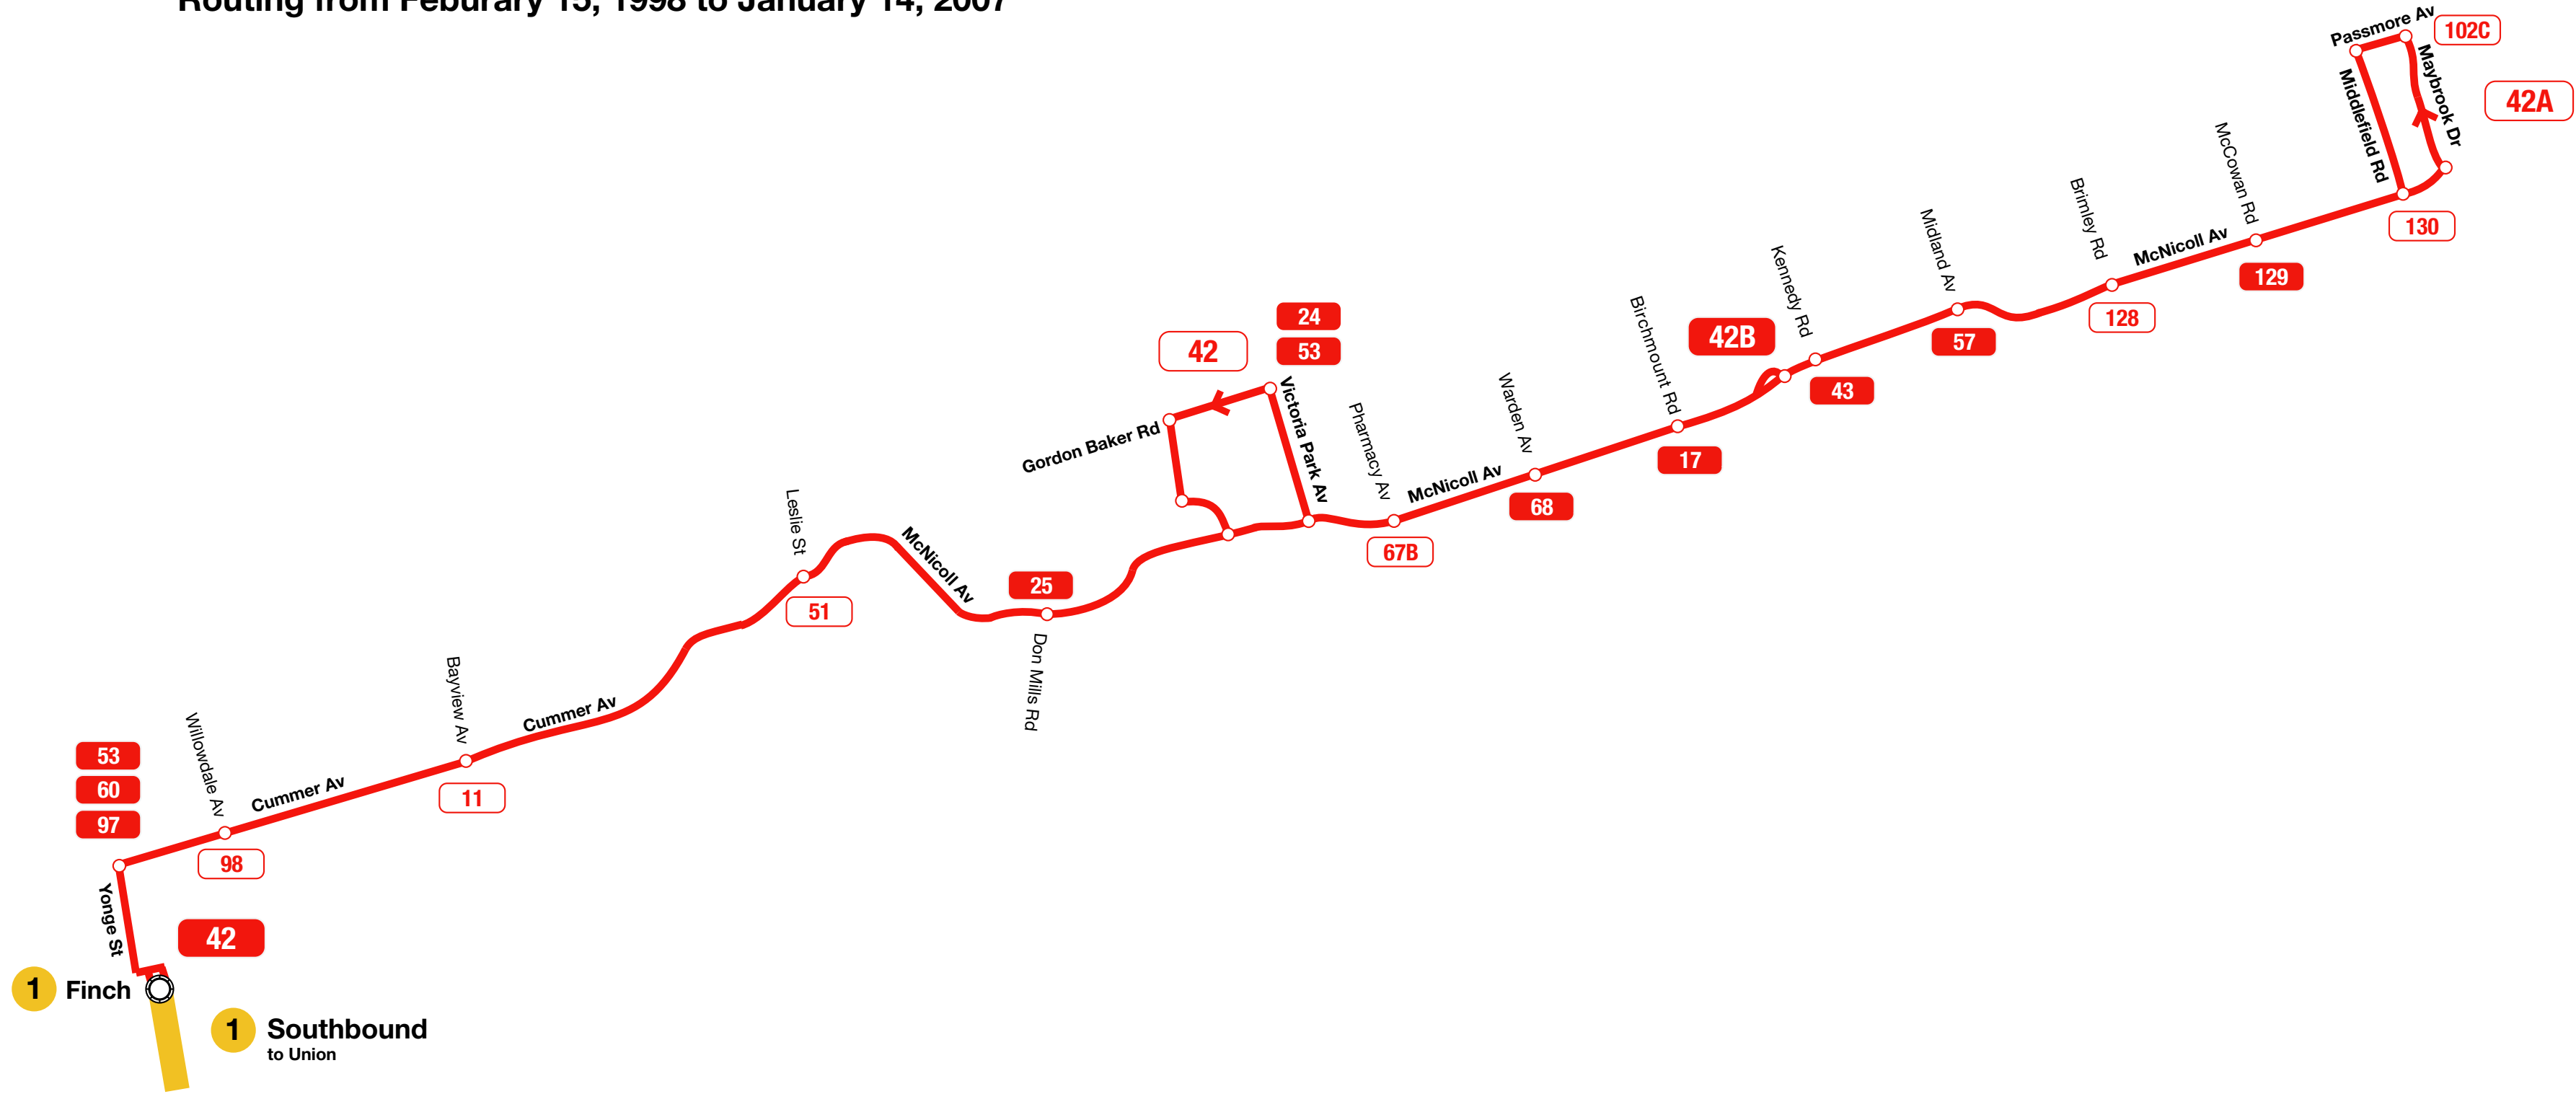 Routing from Feburary 15, 1998 to January 14, 2007
Passmore Av
102C
Maybrook Dr
Middlefield Rd
42A
130
McCowan Rd
McNicoll Av
129
Brimley Rd
128
Midland Av
57
Kennedy Rd
42B
43
Birchmount Rd
17
Warden Av
McNicoll Av
68
Pharmacy Av
67B
24
53
42
Victoria Park Av
Gordon Baker Rd
25
Don Mills Rd
McNicoll Av
Leslie St
51
Cummer Av
Bayview Av
11
Cummer Av
Willowdale Av
98
53
60
97
Yonge St
42
1 Finch
1 Southbound
to Union